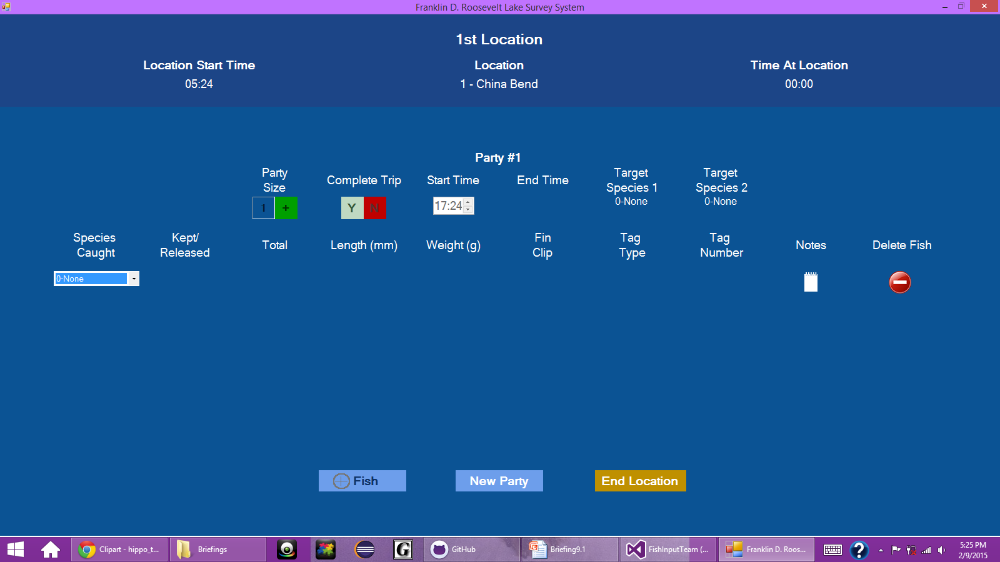 Franklin D. Roosevelt Lake Survey System
1st Location
Location Start Time
05:24
Location
1 - China Bend
Time At Location
00:00
Party #1
Party
Size
1 +
Complete Trip
Y N
Start Time
17:24
End Time
Target
Species 1
0-None
Target
Species 2
0-None
Species
Caught
Kept/
Released
Total
Length (mm)
Weight (g)
Fin
Clip
Tag
Type
Tag
Number
Notes
Delete Fish
0-None
Fish
New Party
End Location
Clipart - hippo_t...
Briefings
G
GitHub
Briefing9.1
FishInputTeam (...
Franklin D. Roos...
?
5:25 PM
2/9/2015